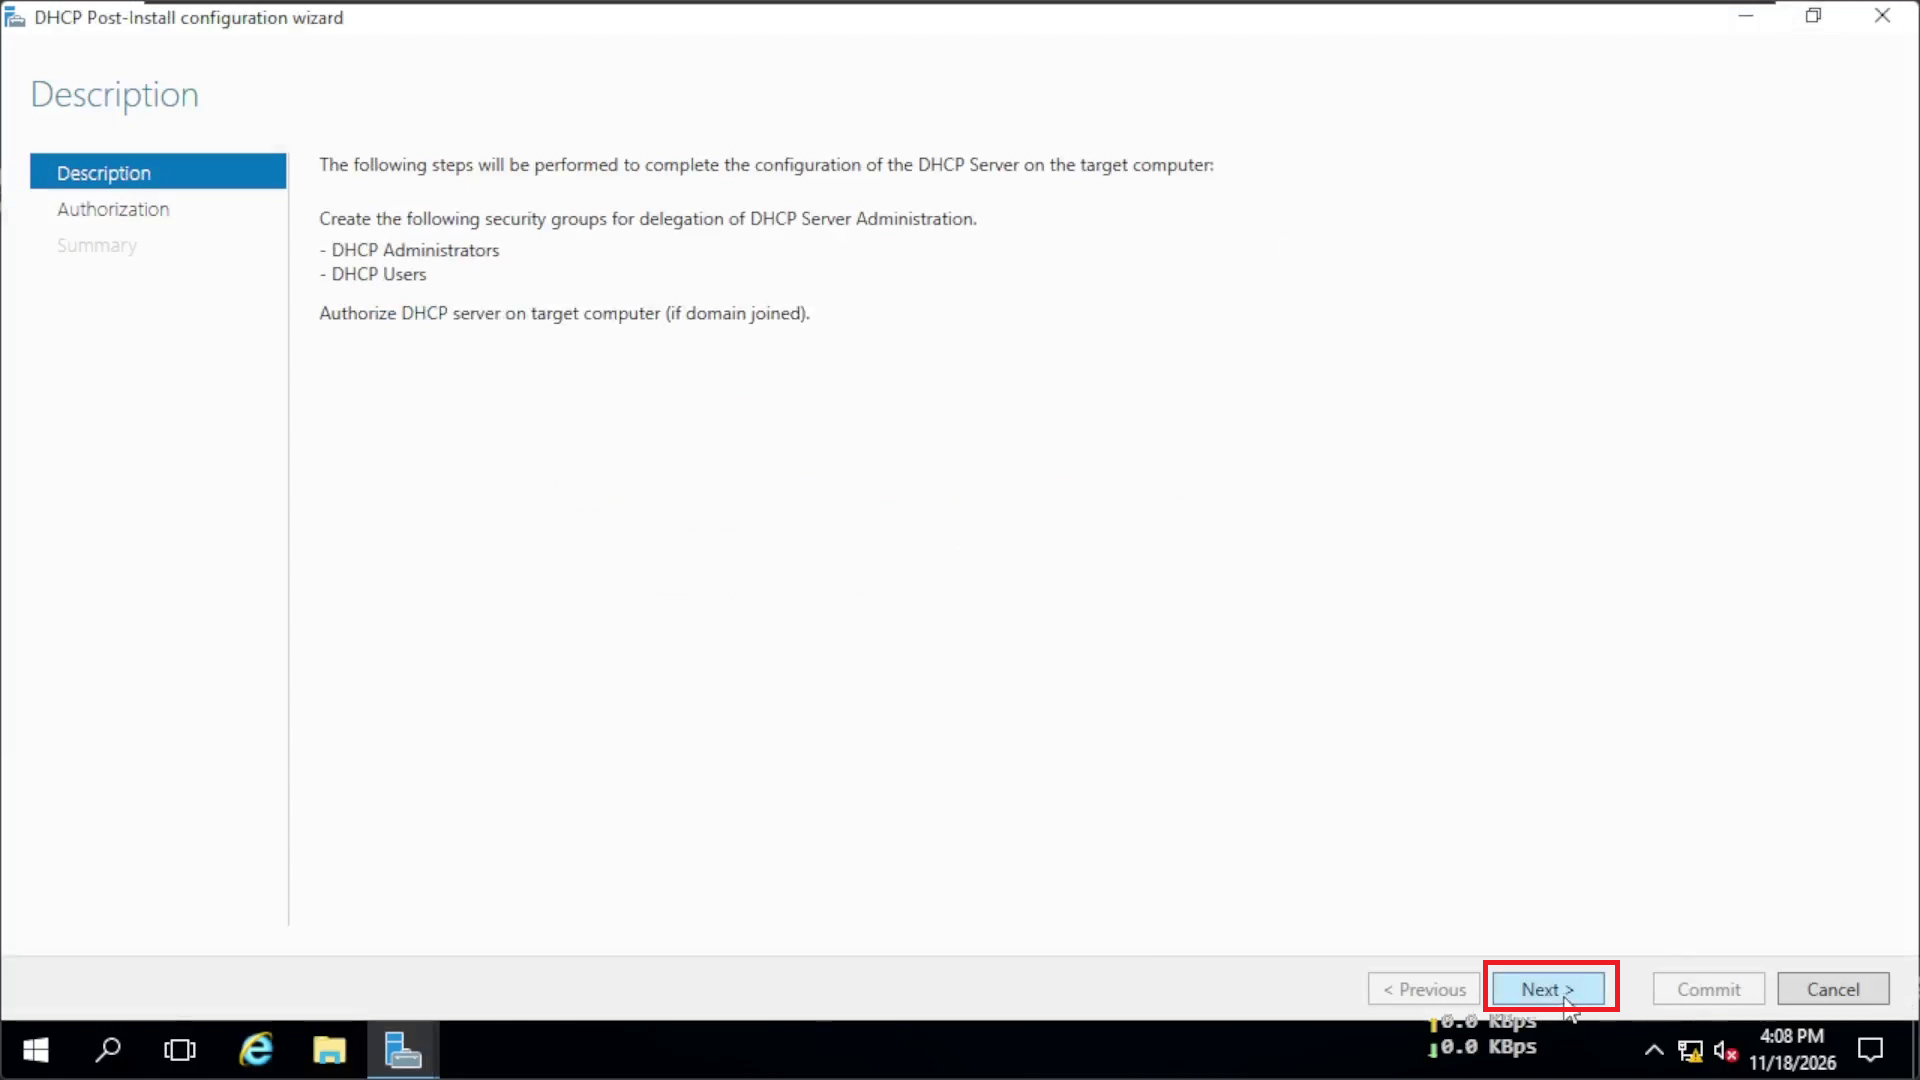 DHCP Post-Install configuration wizard
Description
Description
Authorization
Summary
The following steps will be performed to complete the configuration of the DHCP Server on the target computer:
Create the following security groups for delegation of DHCP Server Administration.
- DHCP Administrators
- DHCP Users
Authorize DHCP server on target computer (if domain joined).
< Previous
Next >
Commit
Cancel
0.0 KBps
0.0 KBps
4:08 PM
11/18/2026